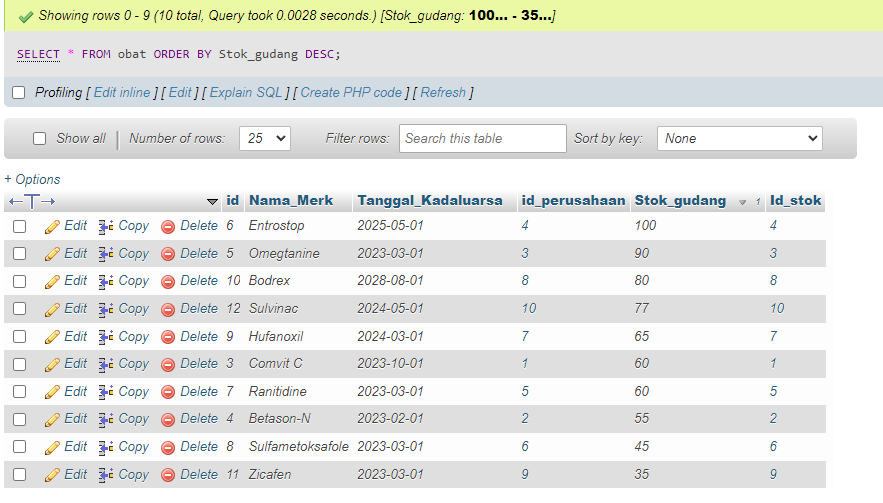 Showing rows 0 - 9 (10 total, Query took 0.0028 seconds.) [Stok_gudang: 100... - 35...]
SELECT * FROM obat ORDER BY Stok_gudang DESC;
Profiling [ Edit inline ] [ Edit ] [ Explain SQL ] [ Create PHP code ] [ Refresh ]
Show all | Number of rows: 25 Filter rows: Search this table Sort by key: None
+ Options
←T→ id Nama_Merk Tanggal_Kadaluarsa id_perusahaan Stok_gudang 1 Id_stok
Edit Copy Delete 6 Entrostop 2025-05-01 4 100 4
Edit Copy Delete 5 Omegtanine 2023-03-01 3 90 3
Edit Copy Delete 10 Bodrex 2028-08-01 8 80 8
Edit Copy Delete 12 Sulvinac 2024-05-01 10 77 10
Edit Copy Delete 9 Hufanoxil 2024-03-01 7 65 7
Edit Copy Delete 3 Comvit C 2023-10-01 1 60 1
Edit Copy Delete 7 Ranitidine 2023-03-01 5 60 5
Edit Copy Delete 4 Betason-N 2023-02-01 2 55 2
Edit Copy Delete 8 Sulfametoksafole 2023-03-01 6 45 6
Edit Copy Delete 11 Zicafen 2023-03-01 9 35 9